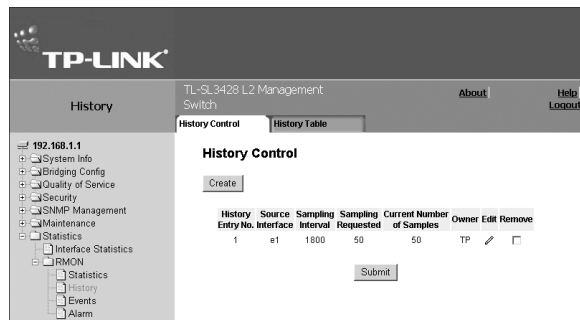 TP-LINK
History
TL-SL3428 L2 Management
Switch
About
Help
Logout
History Control
History Table
192.168.1.1
System Info
Bridging Config
Quality of Service
Security
SNMP Management
Maintenance
Statistics
Interface Statistics
RMON
Statistics
History
Events
Alarm
History Control
Create
History Source Sampling Sampling Current Number
Entry No. Interface Interval Requested of Samples Owner Edit Remove
1 e1 1800 50 50 TP
Submit